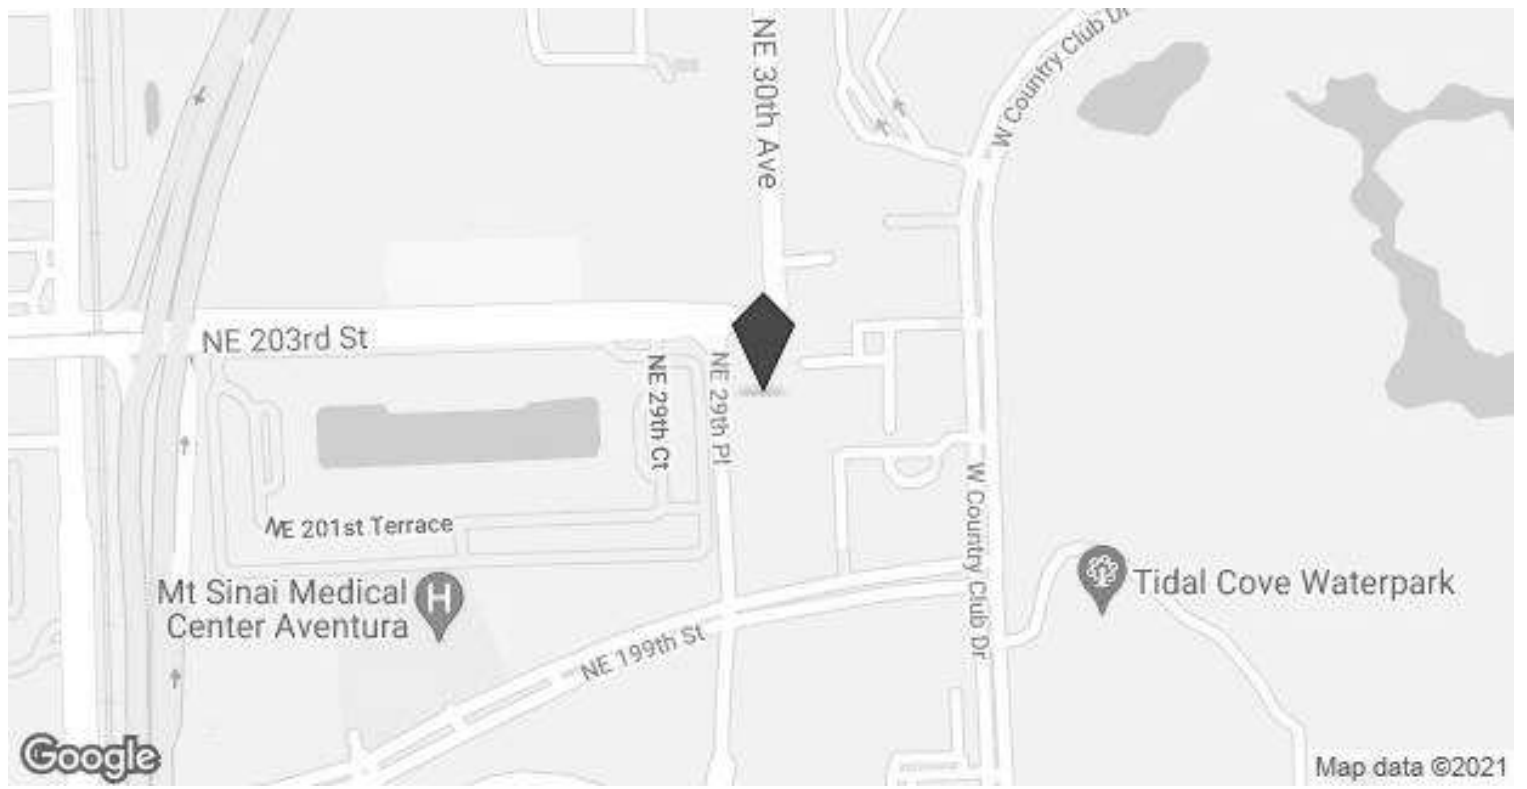 NE 30th Ave
W Country Club Dr
NE 203rd St
NE 29th Ct
NE 29th Pl
W Country Club Dr
NE 201st Terrace
Mt Sinai Medical
Center Aventura
H
Tidal Cove Waterpark
NE 199th St
Google
Map data ©2021